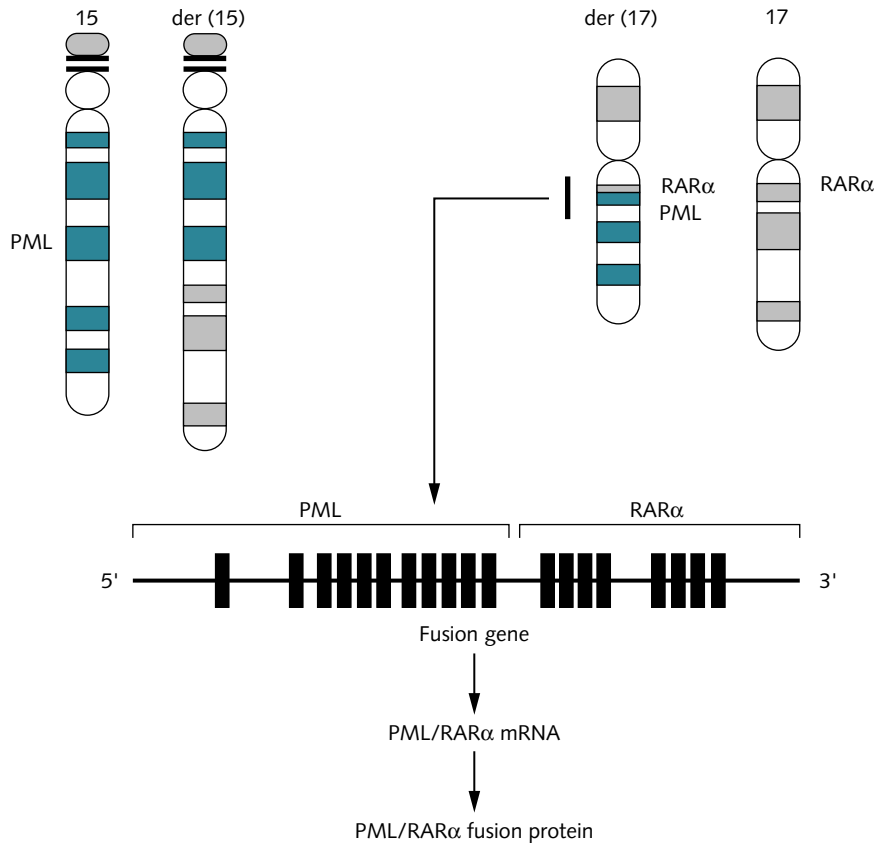 15
der (15)
der (17)
17
RARα
PML
RARα
PML
PML
RARα
5'
3'
Fusion gene
PML/RARα mRNA
PML/RARα fusion protein